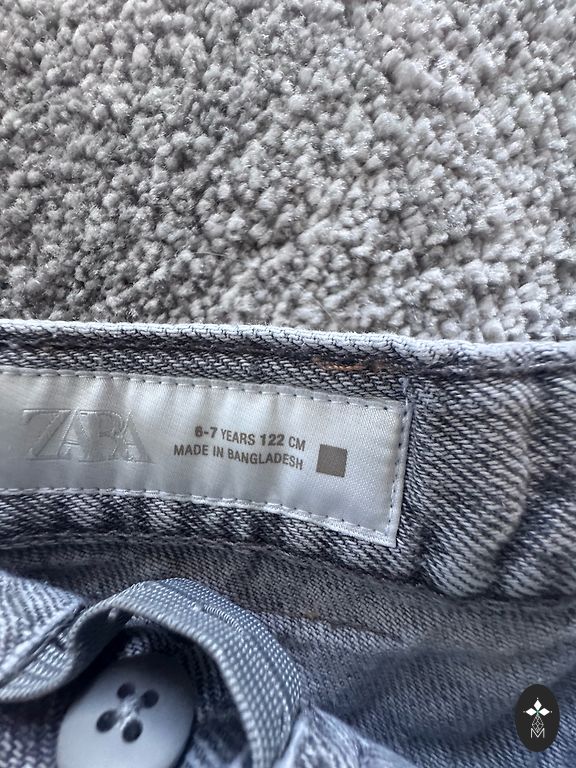 ZARA
6-7 YEARS 122 CM
MADE IN BANGLADESH
M